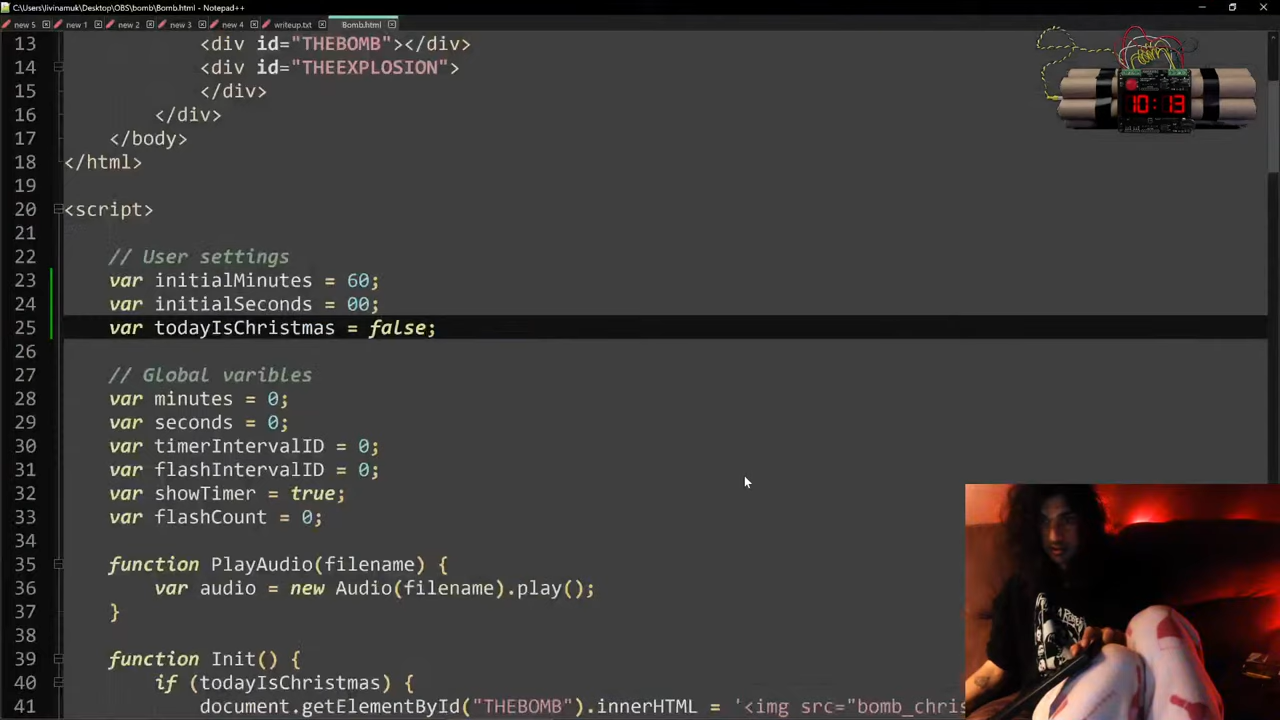 C:\Users\livinamuk\Desktop\OBS\bomb\Bomb.html - Notepad++
new 5 new 1 new 2 new 3 new 4 writeup.txt Bomb.html
13 <div id="THEBOMB"></div>
14 <div id="THEEXPLOSION">
15 </div>
16 </div>
17 </body>
18 </html>
19
20 <script>
21
22 // User settings
23 var initialMinutes = 60;
24 var initialSeconds = 00;
25 var todayIsChristmas = false;
26
27 // Global varibles
28 var minutes = 0;
29 var seconds = 0;
30 var timerIntervalID = 0;
31 var flashIntervalID = 0;
32 var showTimer = true;
33 var flashCount = 0;
34
35 function PlayAudio(filename) {
36 var audio = new Audio(filename).play();
37 }
38
39 function Init() {
40 if (todayIsChristmas) {
41 document.getElementById("THEBOMB").innerHTML = '<img src="bomb_chris
10:13